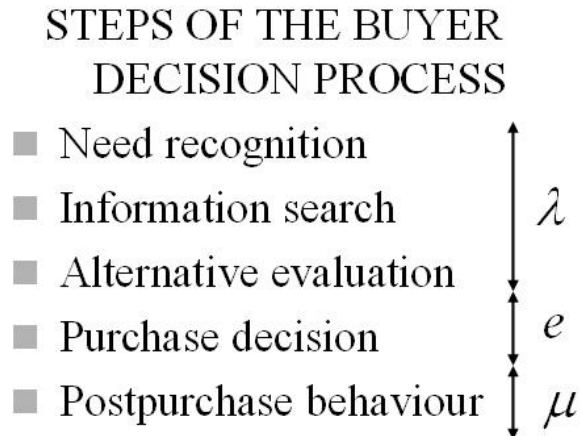 STEPS OF THE BUYER
DECISION PROCESS
Need recognition
Information search
λ
Alternative evaluation
Purchase decision
e
Postpurchase behaviour
μ